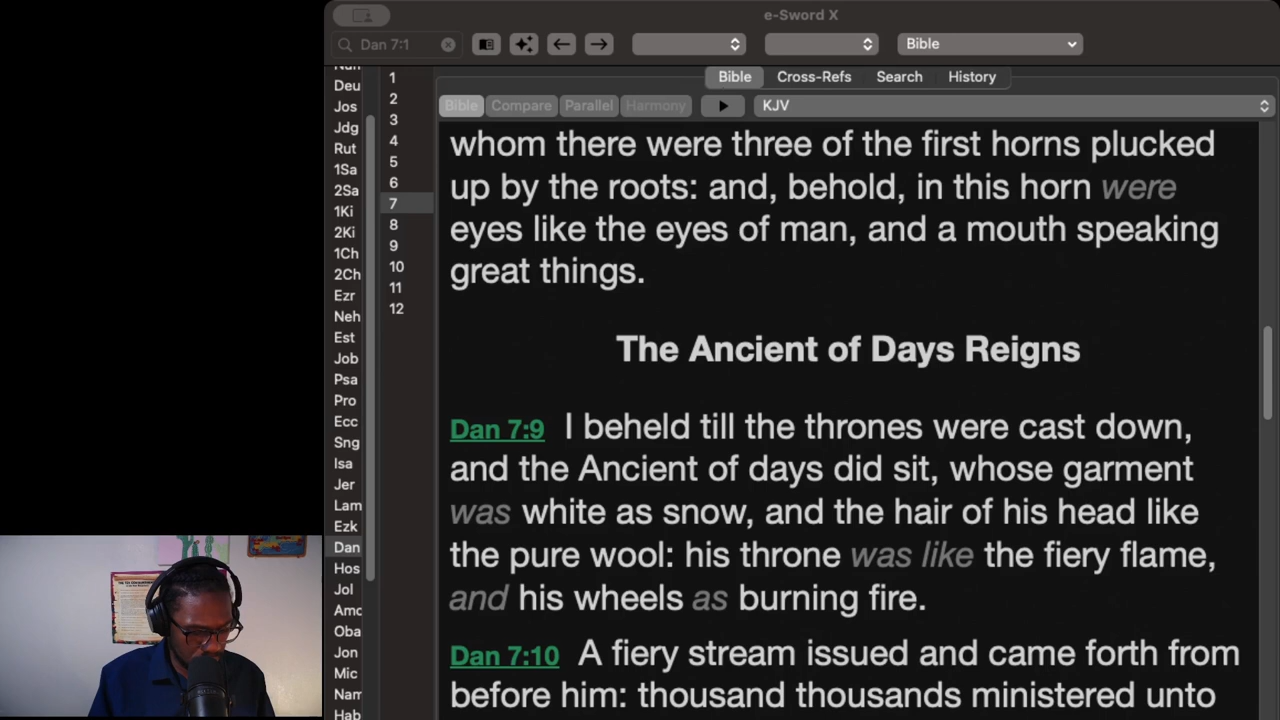 e-Sword X
Dan 7:1
Bible
Bible Cross-Refs Search History
Bible Compare Parallel Harmony KJV
Deu
Jos
Jdg
Rut
1Sa
2Sa
1Ki
2Ki
1Ch
2Ch
Ezr
Neh
Est
Job
Psa
Pro
Ecc
Sng
Isa
Jer
Lam
Ezk
Dan
Hos
Jol
Amo
Oba
Jon
Mic
Nam
Hab
1
2
3
4
5
6
7
8
9
10
11
12
whom there were three of the first horns plucked
up by the roots: and, behold, in this horn were
eyes like the eyes of man, and a mouth speaking
great things.
The Ancient of Days Reigns
Dan 7:9 I beheld till the thrones were cast down,
and the Ancient of days did sit, whose garment
was white as snow, and the hair of his head like
the pure wool: his throne was like the fiery flame,
and his wheels as burning fire.
Dan 7:10 A fiery stream issued and came forth from
before him: thousand thousands ministered unto